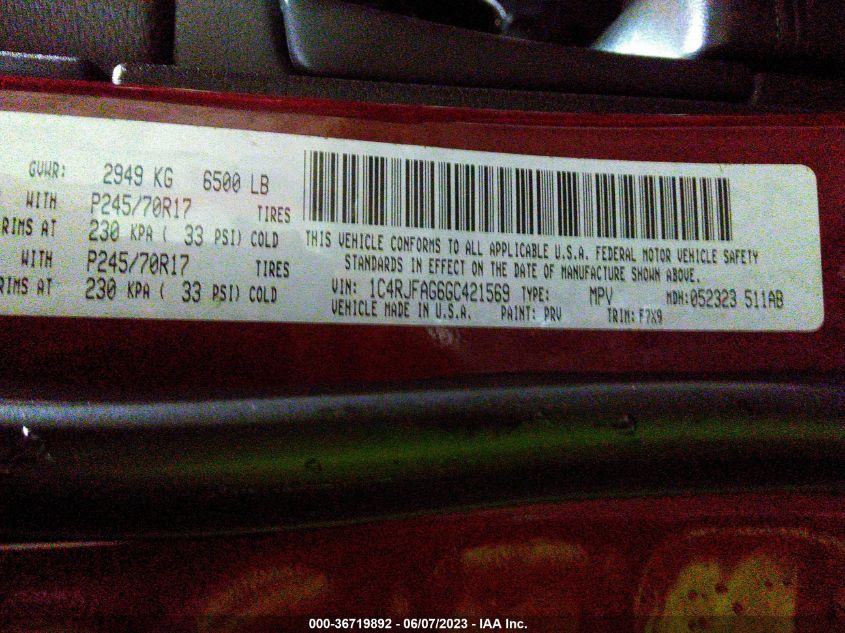 GVWR: 2949 KG 6500 LB
WITH P245/70R17 TIRES
RIMS AT 230 KPA ( 33 PSI) COLD
WITH P245/70R17 TIRES
RIMS AT 230 KPA ( 33 PSI) COLD
THIS VEHICLE CONFORMS TO ALL APPLICABLE U.S.A. FEDERAL MOTOR VEHICLE SAFETY
STANDARDS IN EFFECT ON THE DATE OF MANUFACTURE SHOWN ABOVE.
VIN: 1C4RJFAG6GC421569 TYPE: MPV MDH:052323 511AB
VEHICLE MADE IN U.S.A. PAINT: PRV TRIM: F7X9
000-36719892 - 06/07/2023 - IAA Inc.